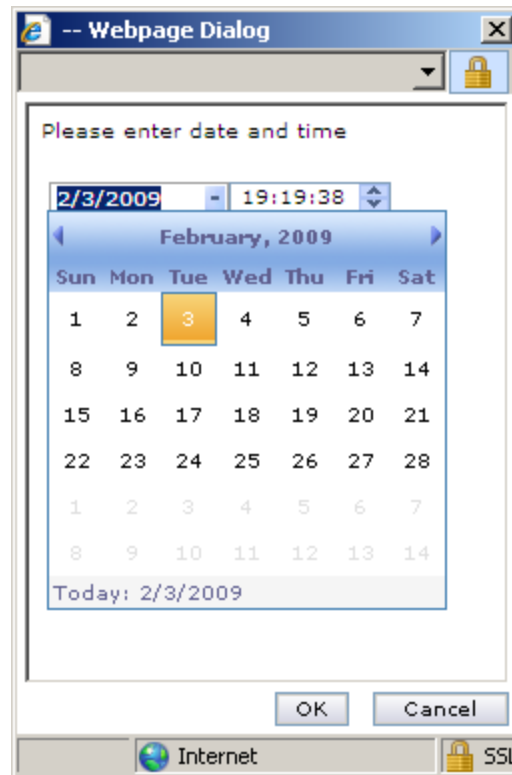 -- Webpage Dialog
Please enter date and time
2/3/2009 19:19:38
February, 2009
Sun Mon Tue Wed Thu Fri Sat
1 2 3 4 5 6 7
8 9 10 11 12 13 14
15 16 17 18 19 20 21
22 23 24 25 26 27 28
1 2 3 4 5 6 7
8 9 10 11 12 13 14
Today: 2/3/2009
OK Cancel
Internet SSL